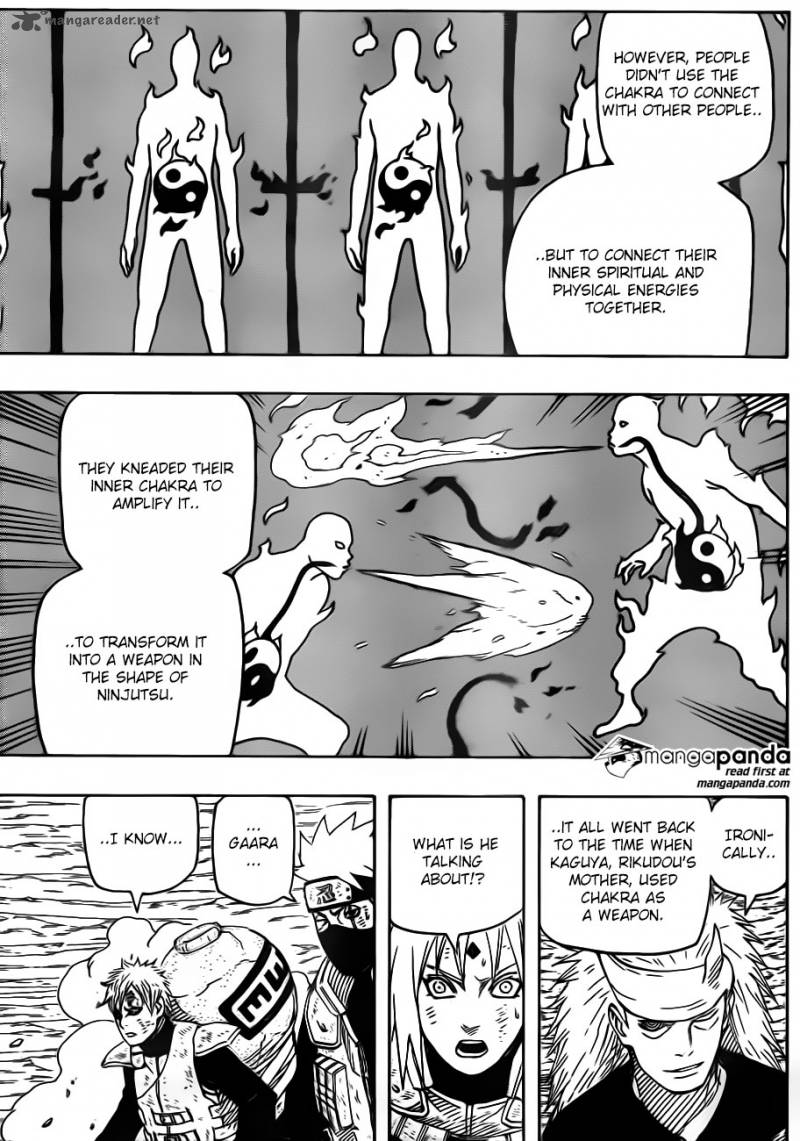 mangareader.net
HOWEVER, PEOPLE
DIDN'T USE THE
CHAKRA TO CONNECT
WITH OTHER PEOPLE..
..BUT TO CONNECT THEIR
INNER SPIRITUAL AND
PHYSICAL ENERGIES
TOGETHER.
THEY KNEADED THEIR
INNER CHAKRA TO
AMPLIFY IT..
..TO TRANSFORM IT
INTO A WEAPON IN
THE SHAPE OF
NINJUTSU.
mangapanda
read first at
mangapanda.com
IRONI-
CALLY..
..IT ALL WENT BACK
TO THE TIME WHEN
KAGUYA, RIKUDOU'S
MOTHER, USED
CHAKRA AS
A WEAPON.
WHAT IS HE
TALKING
ABOUT!?
...
GAARA
...
..I KNOW...
忍